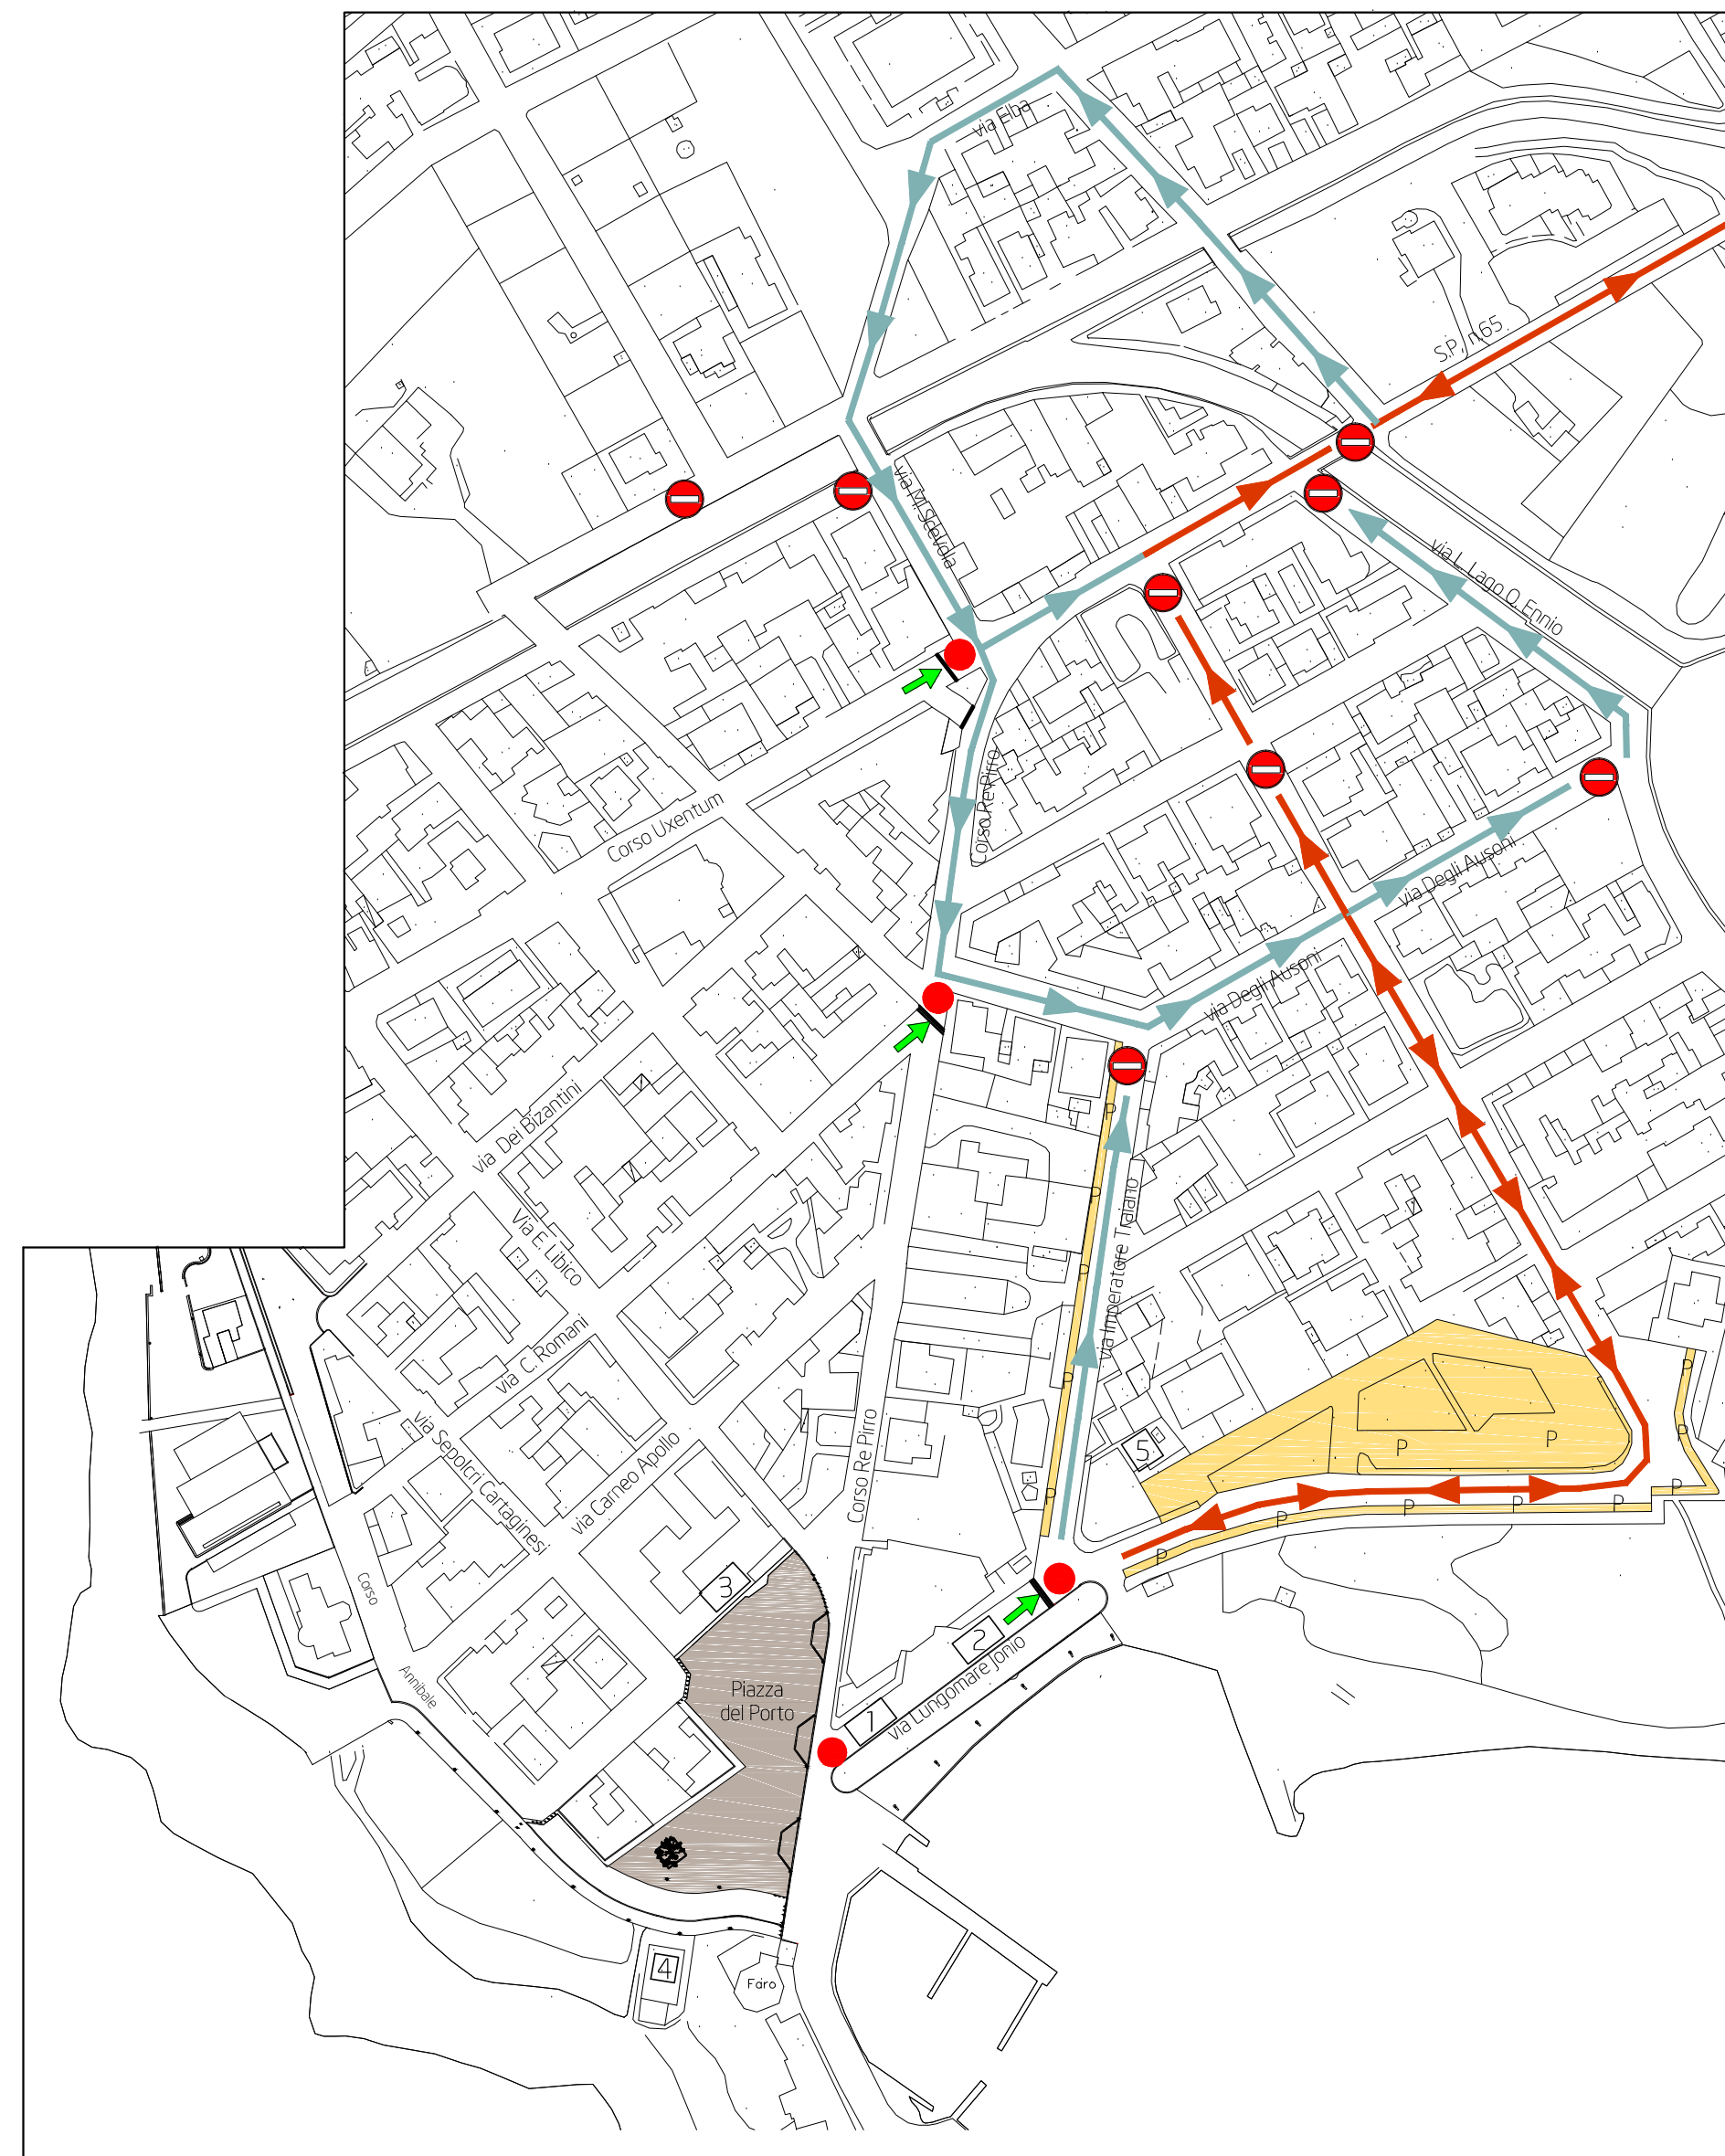 via Elba
S.P. n.65
via M. Scevola
via L. Lago Q. Ennio
Corso Re Pirro
Corso Uxentum
via Degli Ausoni
via Degli Ausoni
via Dei Bizantini
P
P
via Imperatore Traiano
Via E. Libico
P
via C. Romani
P
P
via Sepolcri Cartaginesi
via Carneo Apollo
Corso Re Pirro
5
P
P
P
P
P
P
P
P
P
P
Corso
Annibale
3
2
Piazza
del Porto
1
via Lungomare Jonio
4
Faro